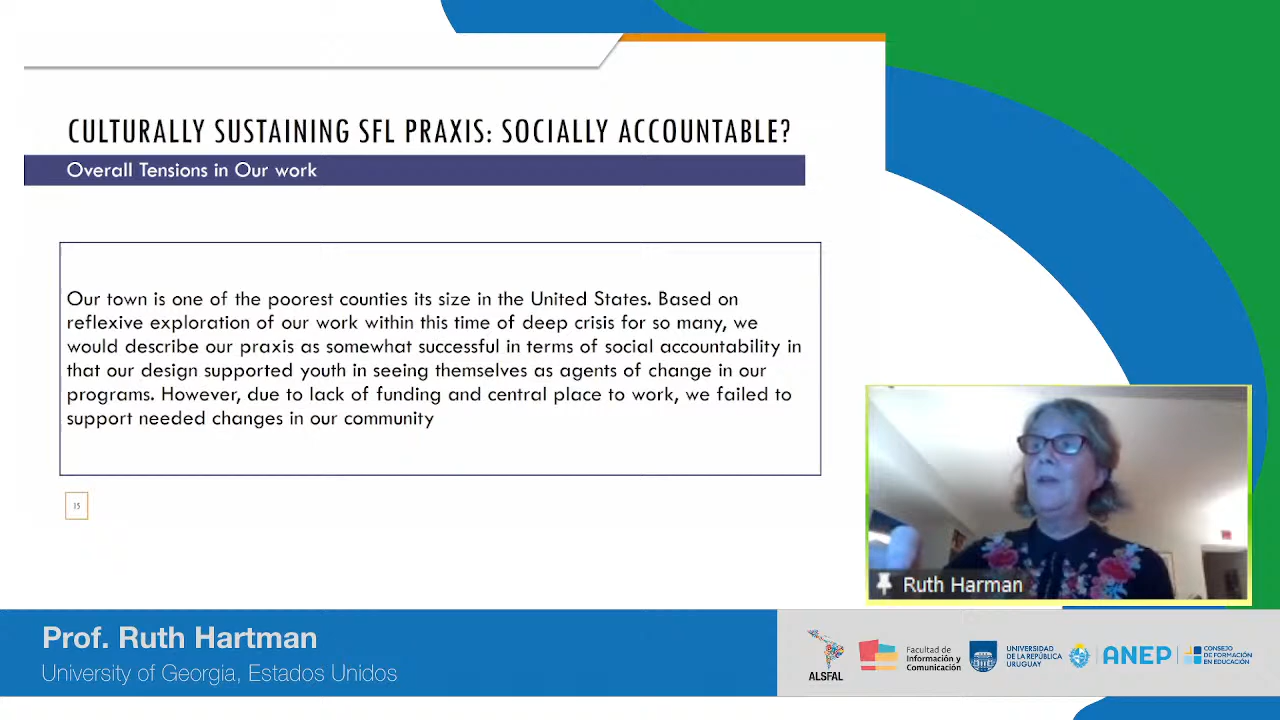 CULTURALLY SUSTAINING SFL PRAXIS: SOCIALLY ACCOUNTABLE?
Overall Tensions in Our work
Our town is one of the poorest counties its size in the United States. Based on
reflexive exploration of our work within this time of deep crisis for so many, we
would describe our praxis as somewhat successful in terms of social accountability in
that our design supported youth in seeing themselves as agents of change in our
programs. However, due to lack of funding and central place to work, we failed to
support needed changes in our community
15
Ruth Harman
Prof. Ruth Hartman
University of Georgia, Estados Unidos
ALSFAL
Facultad de
Información y
Comunicación
UNIVERSIDAD
DE LA REPÚBLICA
URUGUAY
ANEP
CONSEJO
DE FORMACIÓN
EN EDUCACIÓN